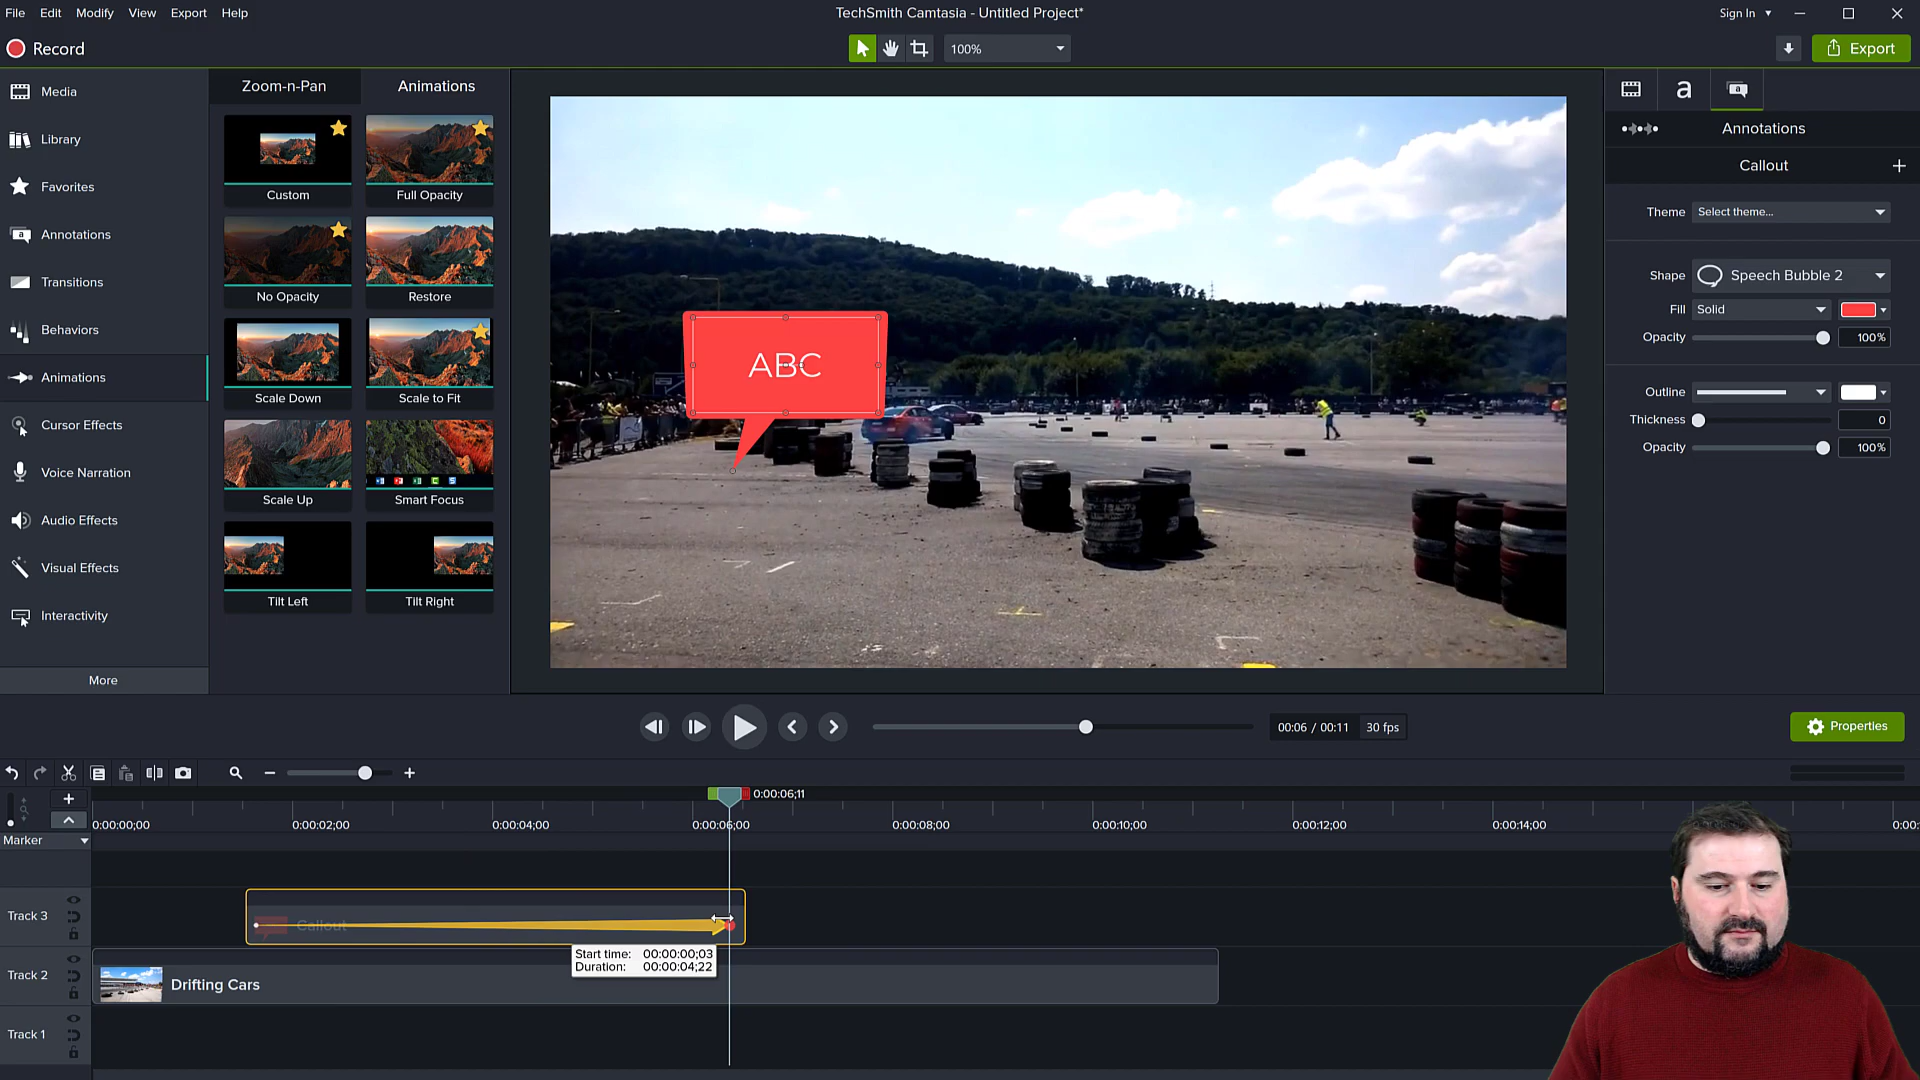 File Edit Modify View Export Help
TechSmith Camtasia - Untitled Project*
Sign In
Record
100%
Export
Media
Library
Favorites
Annotations
Transitions
Behaviors
Animations
Cursor Effects
Voice Narration
Audio Effects
Visual Effects
Interactivity
More
Zoom-n-Pan
Animations
Custom
Full Opacity
No Opacity
Restore
Scale Down
Scale to Fit
Scale Up
Smart Focus
Tilt Left
Tilt Right
ABC
a
Annotations
Callout
Theme Select theme...
Shape Speech Bubble 2
Fill Solid
Opacity 100%
Outline
Thickness 0
Opacity 100%
00:06 / 00:11 30 fps
Properties
0:00:06;11
0:00:00;00 0:00:02;00 0:00:04;00 0:00:06;00 0:00:08;00 0:00:10;00 0:00:12;00 0:00:14;00 0:00:
Marker
Track 3
Callout
Start time: 00:00:00;03
Duration: 00:00:04;22
Track 2
Drifting Cars
Track 1